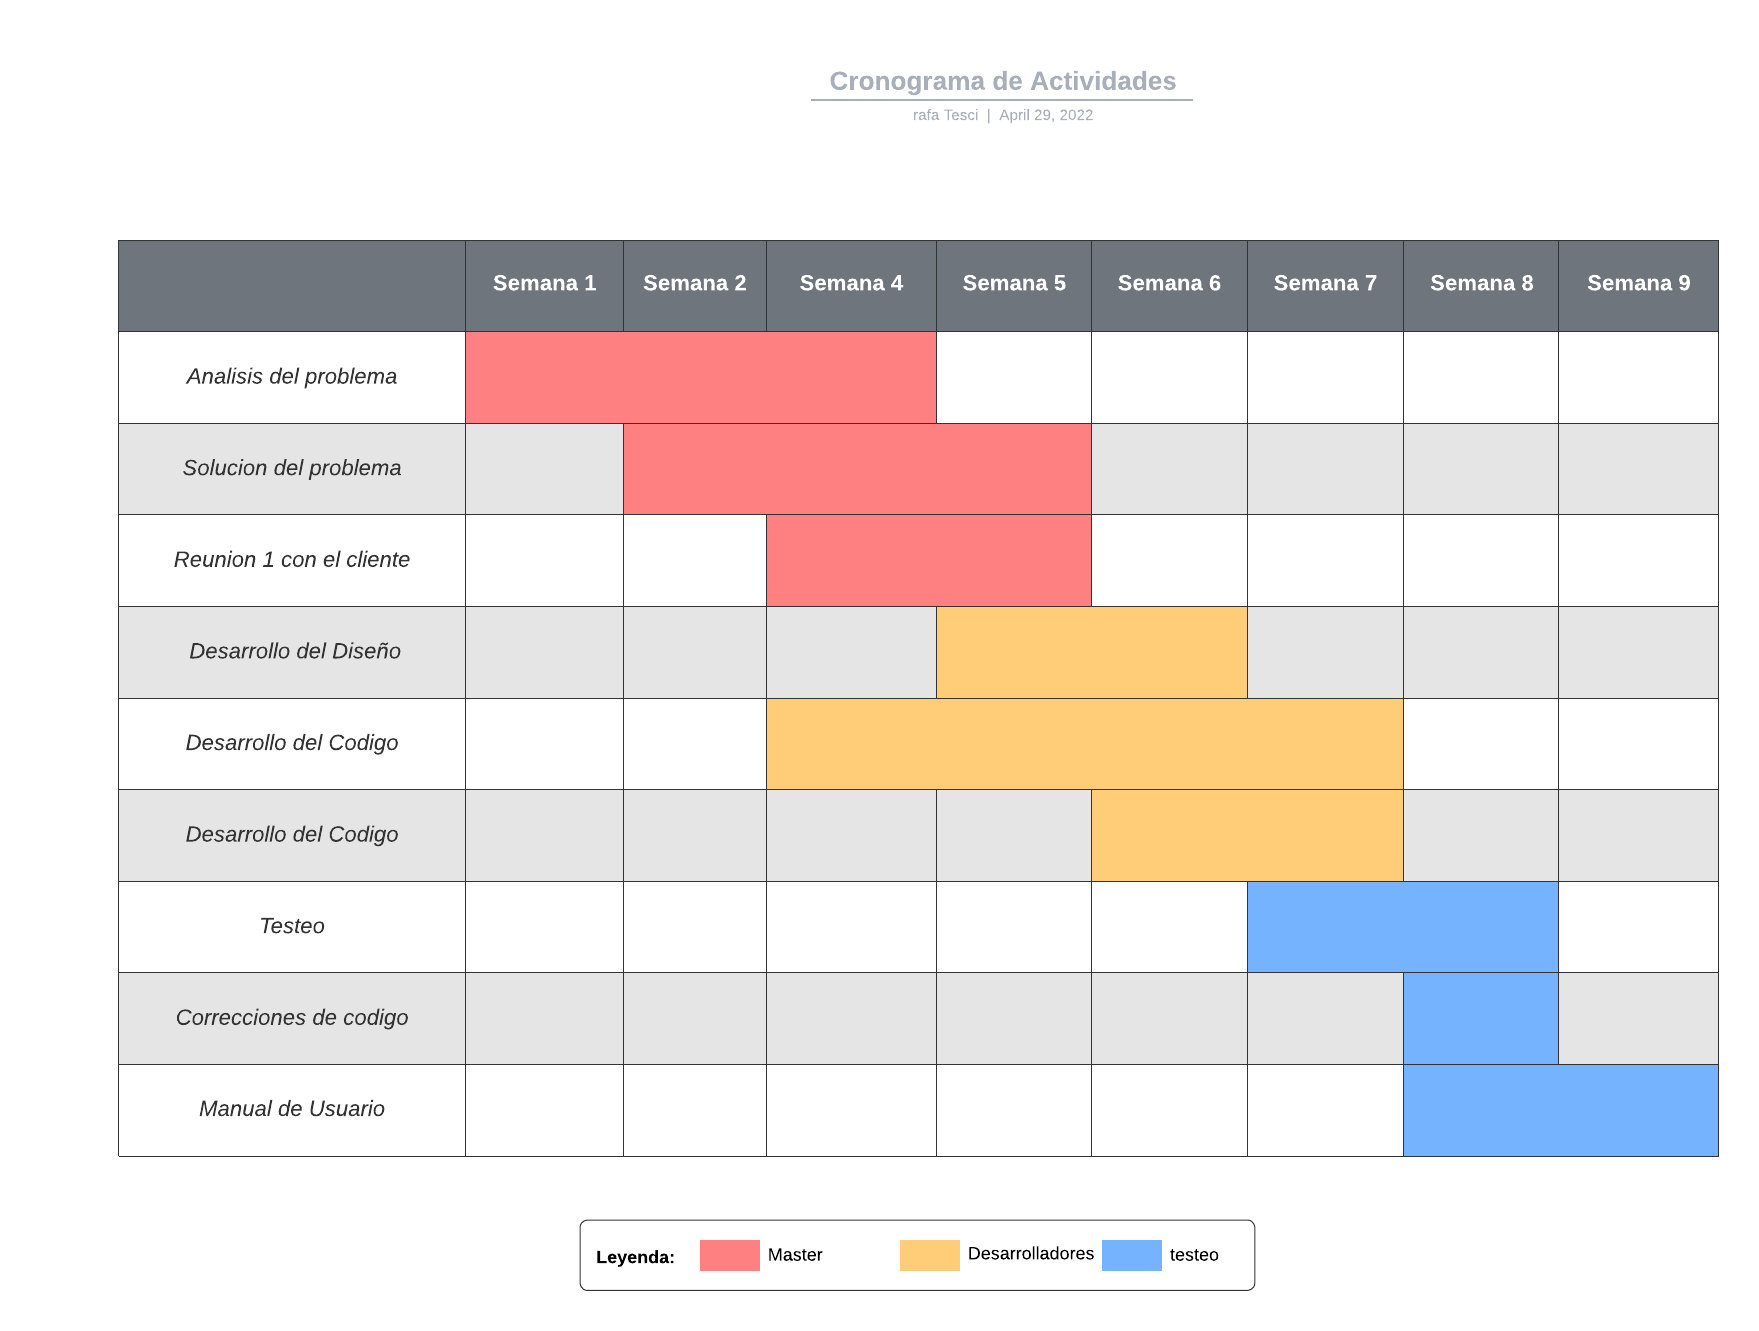 Cronograma de Actividades
rafa Tesci | April 29, 2022
Semana 1 Semana 2 Semana 4 Semana 5 Semana 6 Semana 7 Semana 8 Semana 9
Analisis del problema
Solucion del problema
Reunion 1 con el cliente
Desarrollo del Diseño
Desarrollo del Codigo
Desarrollo del Codigo
Testeo
Correcciones de codigo
Manual de Usuario
Leyenda: Master Desarrolladores testeo